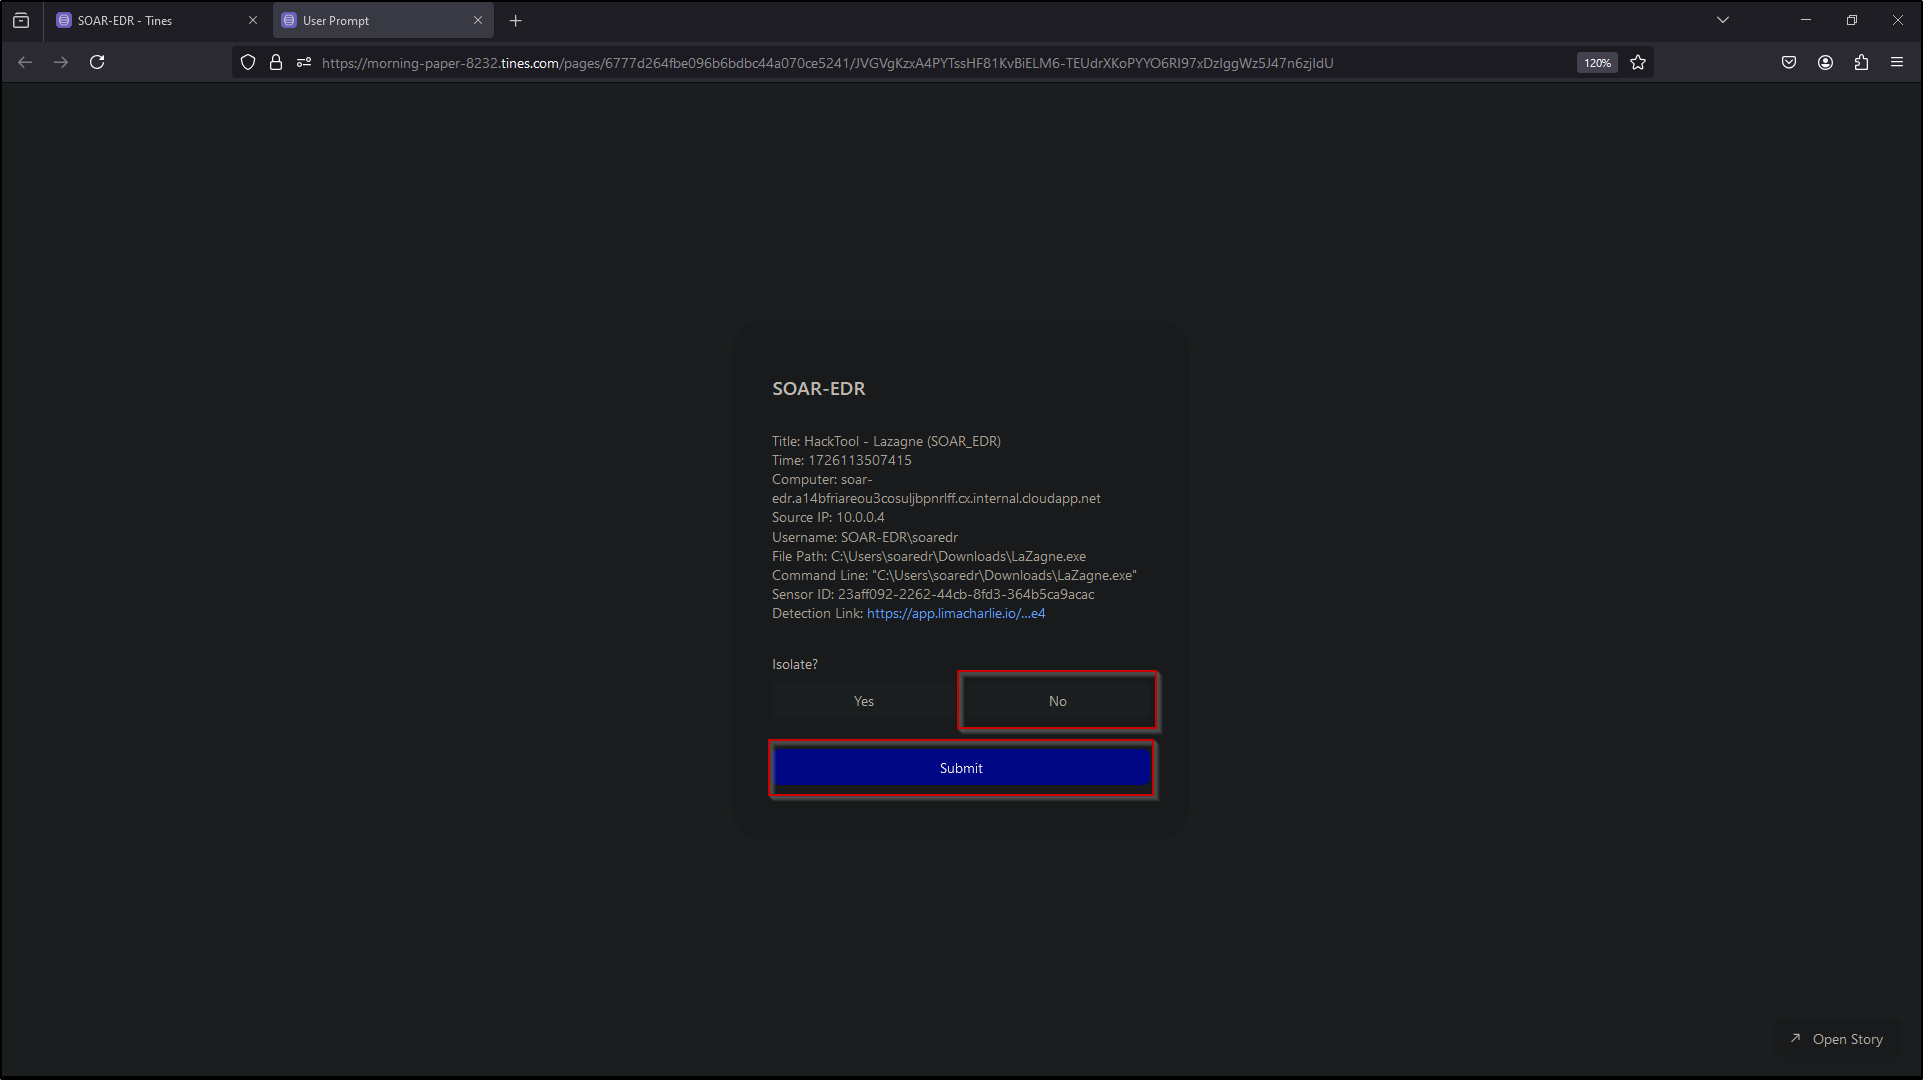 SOAR-EDR - Tines
User Prompt
https://morning-paper-8232.tines.com/pages/6777d264fbe096b6bdbc44a070ce5241/JVGVgKzxA4PYTssHF81KvBiELM6-TEUdrXKoPYYO6RI97xDzIggWz5J47n6zjIdU
120%
SOAR-EDR
Title: HackTool - Lazagne (SOAR_EDR)
Time: 1726113507415
Computer: soar-
edr.a14bfriareou3cosuljbpnrlff.cx.internal.cloudapp.net
Source IP: 10.0.0.4
Username: SOAR-EDR\soaredr
File Path: C:\Users\soaredr\Downloads\LaZagne.exe
Command Line: "C:\Users\soaredr\Downloads\LaZagne.exe"
Sensor ID: 23aff092-2262-44cb-8fd3-364b5ca9acac
Detection Link: https://app.limacharlie.io/...e4
Isolate?
Yes
No
Submit
Open Story